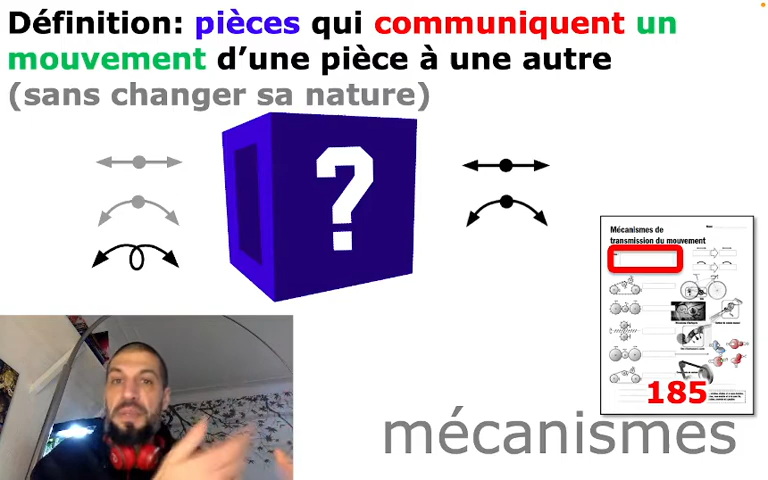 Définition: pièces qui communiquent un
mouvement d'une pièce à une autre
(sans changer sa nature)
?
Mécanismes de
transmission du mouvement
185
mécanismes